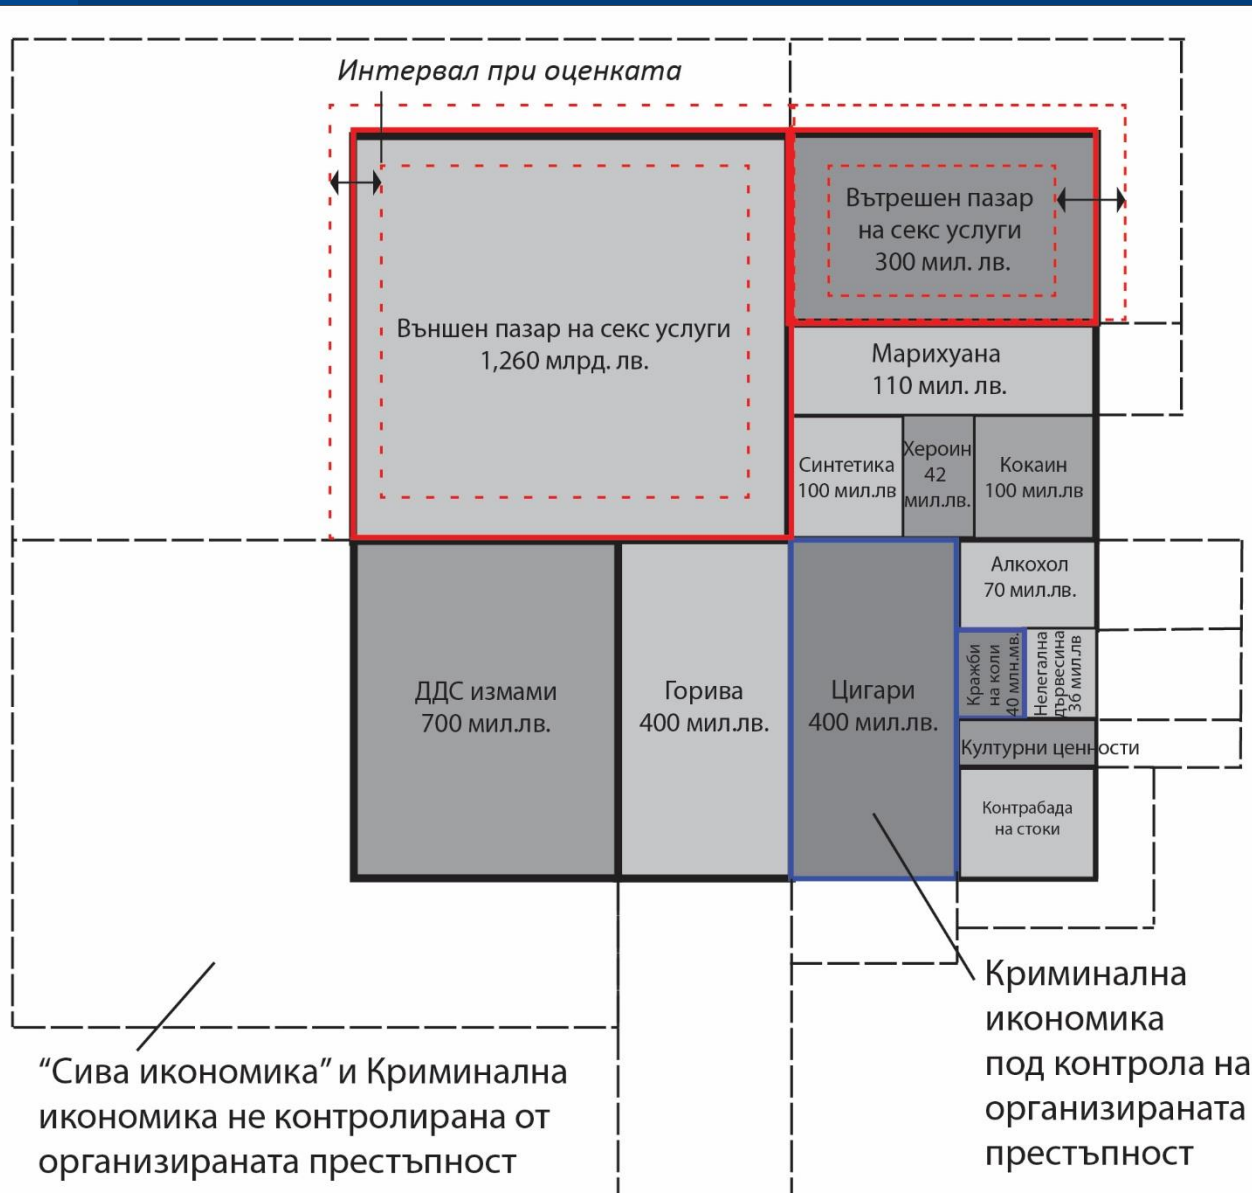 Интервал при оценката
Външен пазар на секс услуги
1,260 млрд. лв.
Вътрешен пазар
на секс услуги
300 мил. лв.
Марихуана
110 мил. лв.
Синтетика
100 мил.лв
Хероин
42
мил.лв.
Кокаин
100 мил.лв
ДДС измами
700 мил.лв.
Горива
400 мил.лв.
Цигари
400 мил.лв.
Алкохол
70 мил.лв.
Кражби
на коли
40 млн.мв.
Нелегална
дървесина
36 мил.лв
Културни ценности
Контрабада
на стоки
“Сива икономика” и Криминална
икономика не контролирана от
организираната престъпност
Криминална
икономика
под контрола на
организираната
престъпност